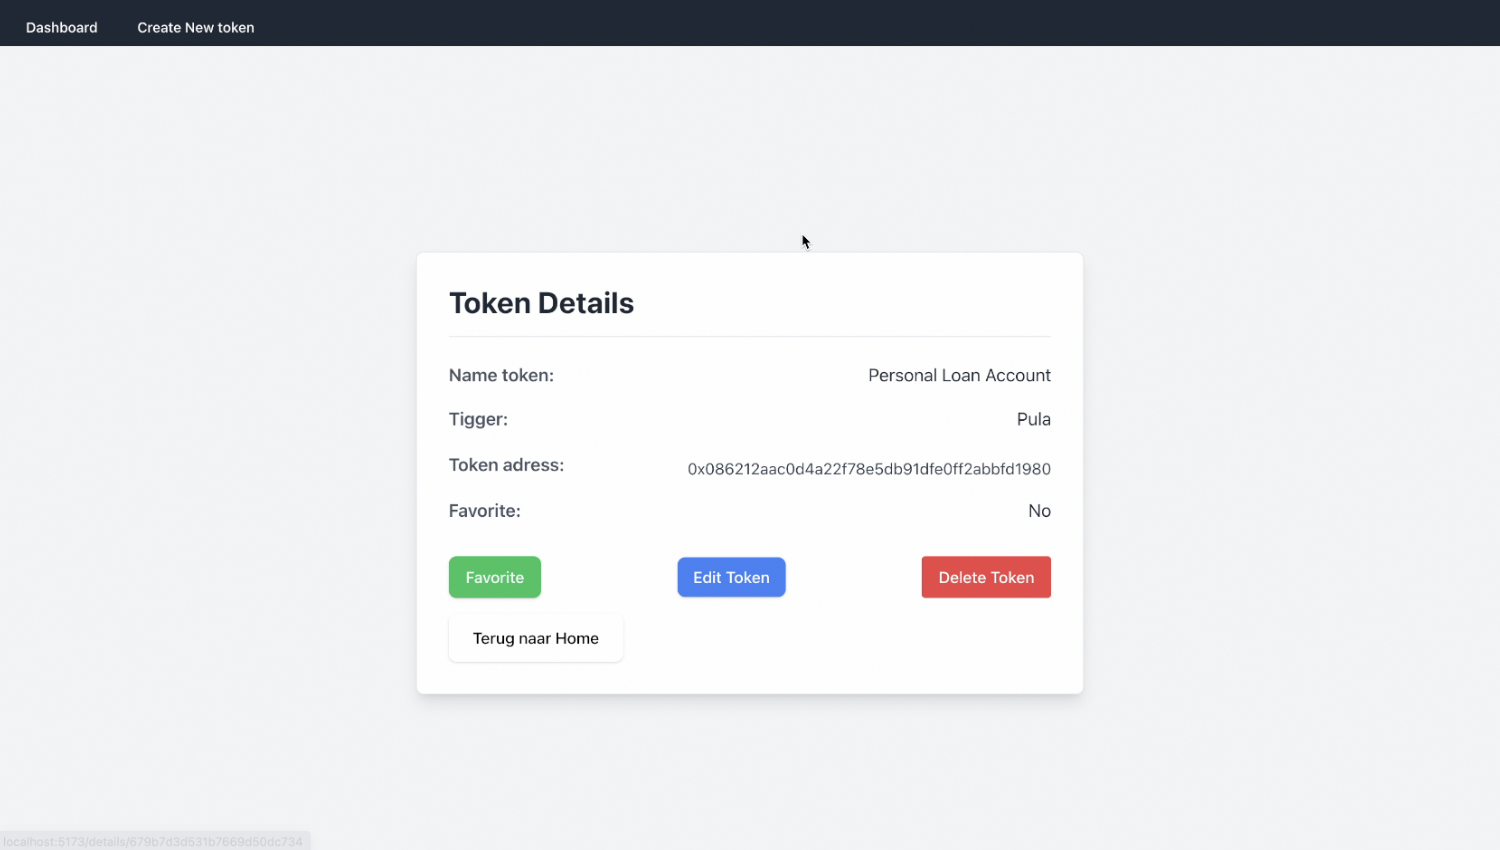 Dashboard Create New token
Token Details
Name token: Personal Loan Account
Tigger: Pula
Token adress: 0x086212aac0d4a22f78e5db91dfe0ff2abbfd1980
Favorite: No
Favorite Edit Token Delete Token
Terug naar Home
localhost:5173/details/679b7d3d531b7669d50dc734